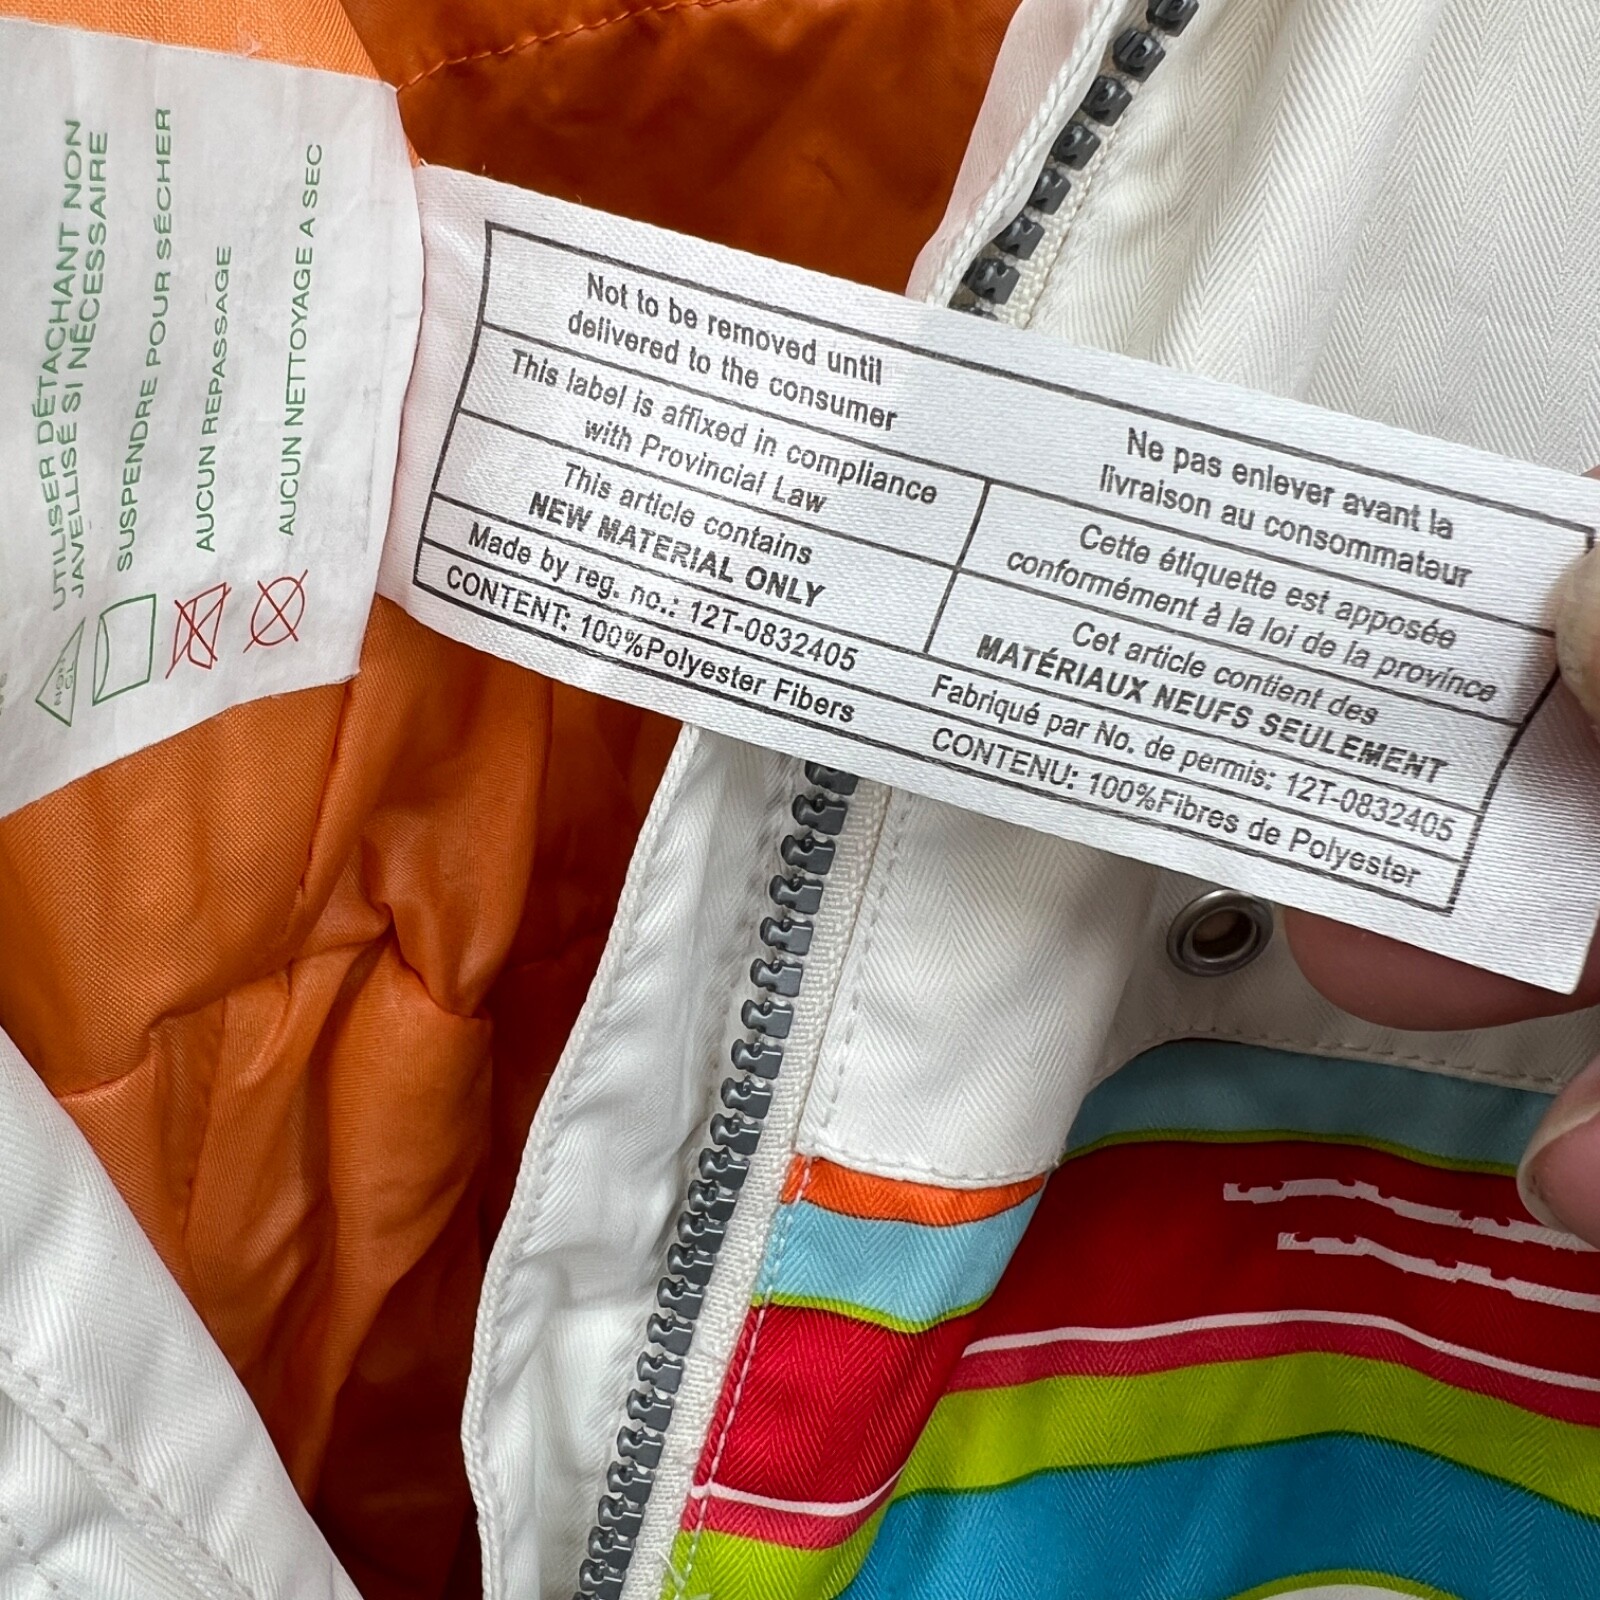 UTILISER DÉTACHANT NON
JAVELLISÉ SI NÉCESSAIRE
SUSPENDRE POUR SÉCHER
AUCUN REPASSAGE
AUCUN NETTOYAGE A SEC
NON
CL
Not to be removed until
delivered to the consumer
Ne pas enlever avant la
livraison au consommateur
This label is affixed in compliance
with Provincial Law
Cette étiquette est apposée
conformément à la loi de la province
This article contains
NEW MATERIAL ONLY
Cet article contient des
MATÉRIAUX NEUFS SEULEMENT
Made by reg. no.: 12T-0832405
Fabriqué par No. de permis: 12T-0832405
CONTENT: 100%Polyester Fibers
CONTENU: 100%Fibres de Polyester